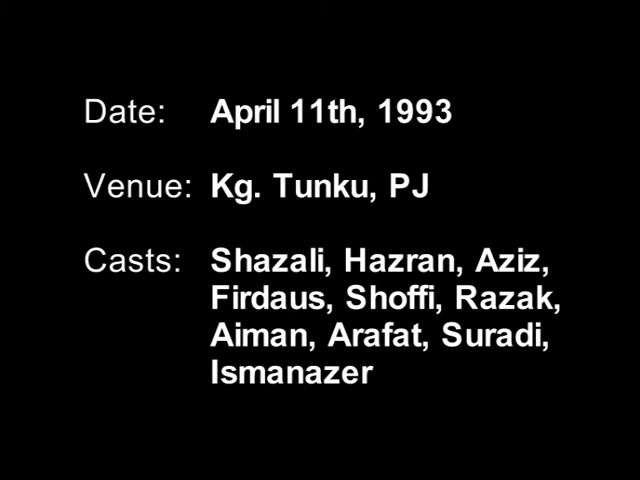 Date: April 11th, 1993
Venue: Kg. Tunku, PJ
Casts: Shazali, Hazran, Aziz,
Firdaus, Shoffi, Razak,
Aiman, Arafat, Suradi,
Ismanazer